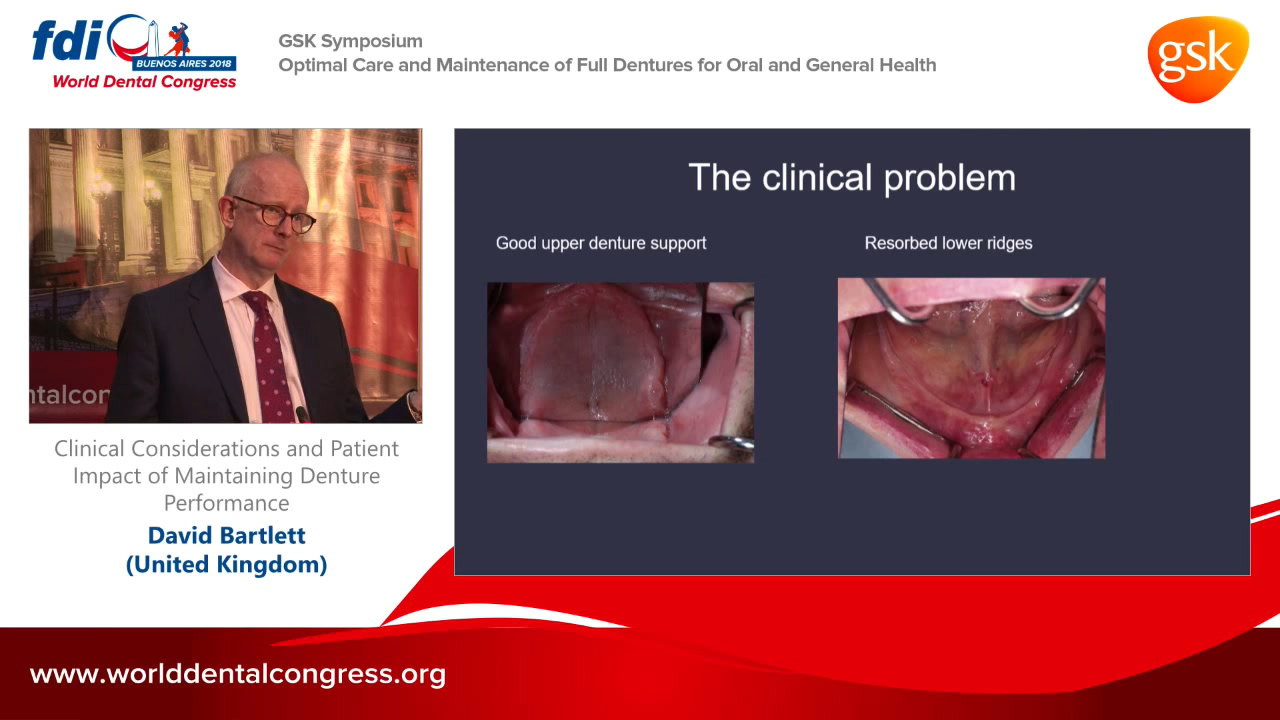 fdi
BUENOS AIRES 2018
World Dental Congress
GSK Symposium
Optimal Care and Maintenance of Full Dentures for Oral and General Health
gsk
ntalcon
Clinical Considerations and Patient
Impact of Maintaining Denture
Performance
David Bartlett
(United Kingdom)
The clinical problem
Good upper denture support
Resorbed lower ridges
www.worlddentalcongress.org